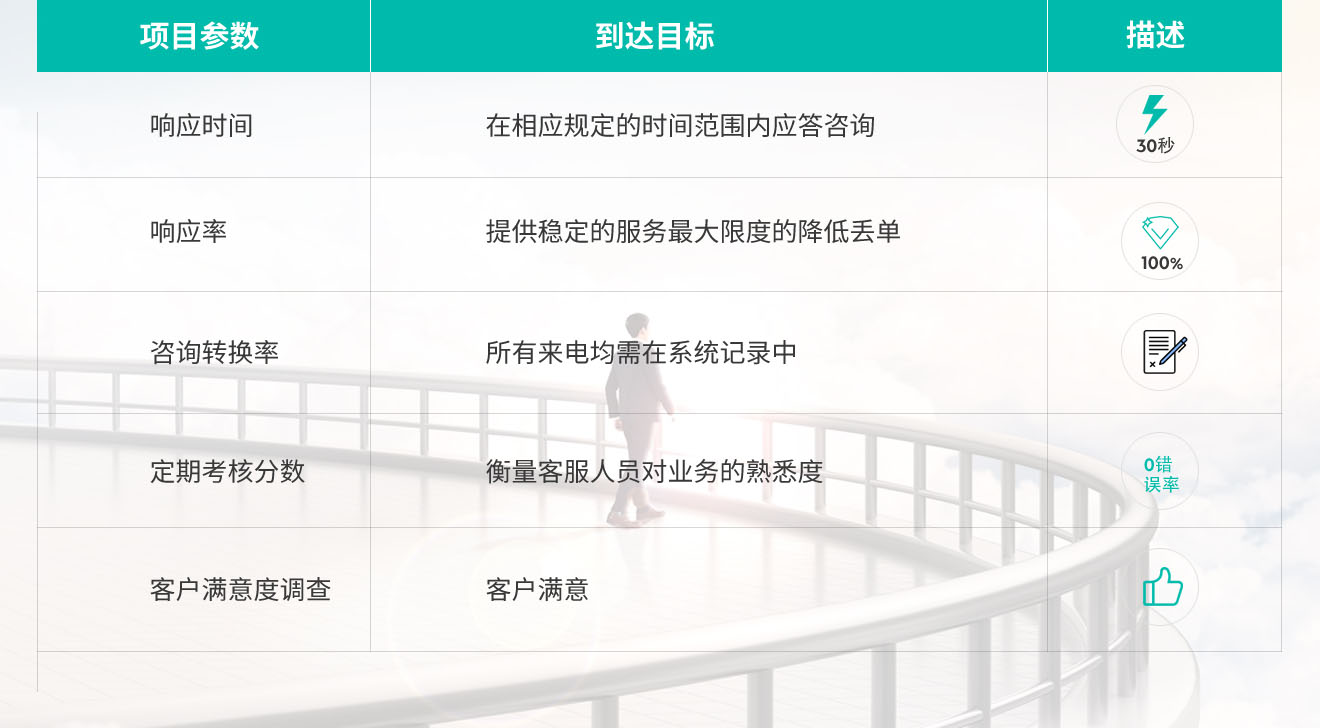 项目参数 到达目标 描述
响应时间 在相应规定的时间范围内应答咨询
30秒
响应率 提供稳定的服务最大限度的降低丢单
100%
咨询转换率 所有来电均需在系统记录中
定期考核分数 衡量客服人员对业务的熟悉度
0错
误率
客户满意度调查 客户满意